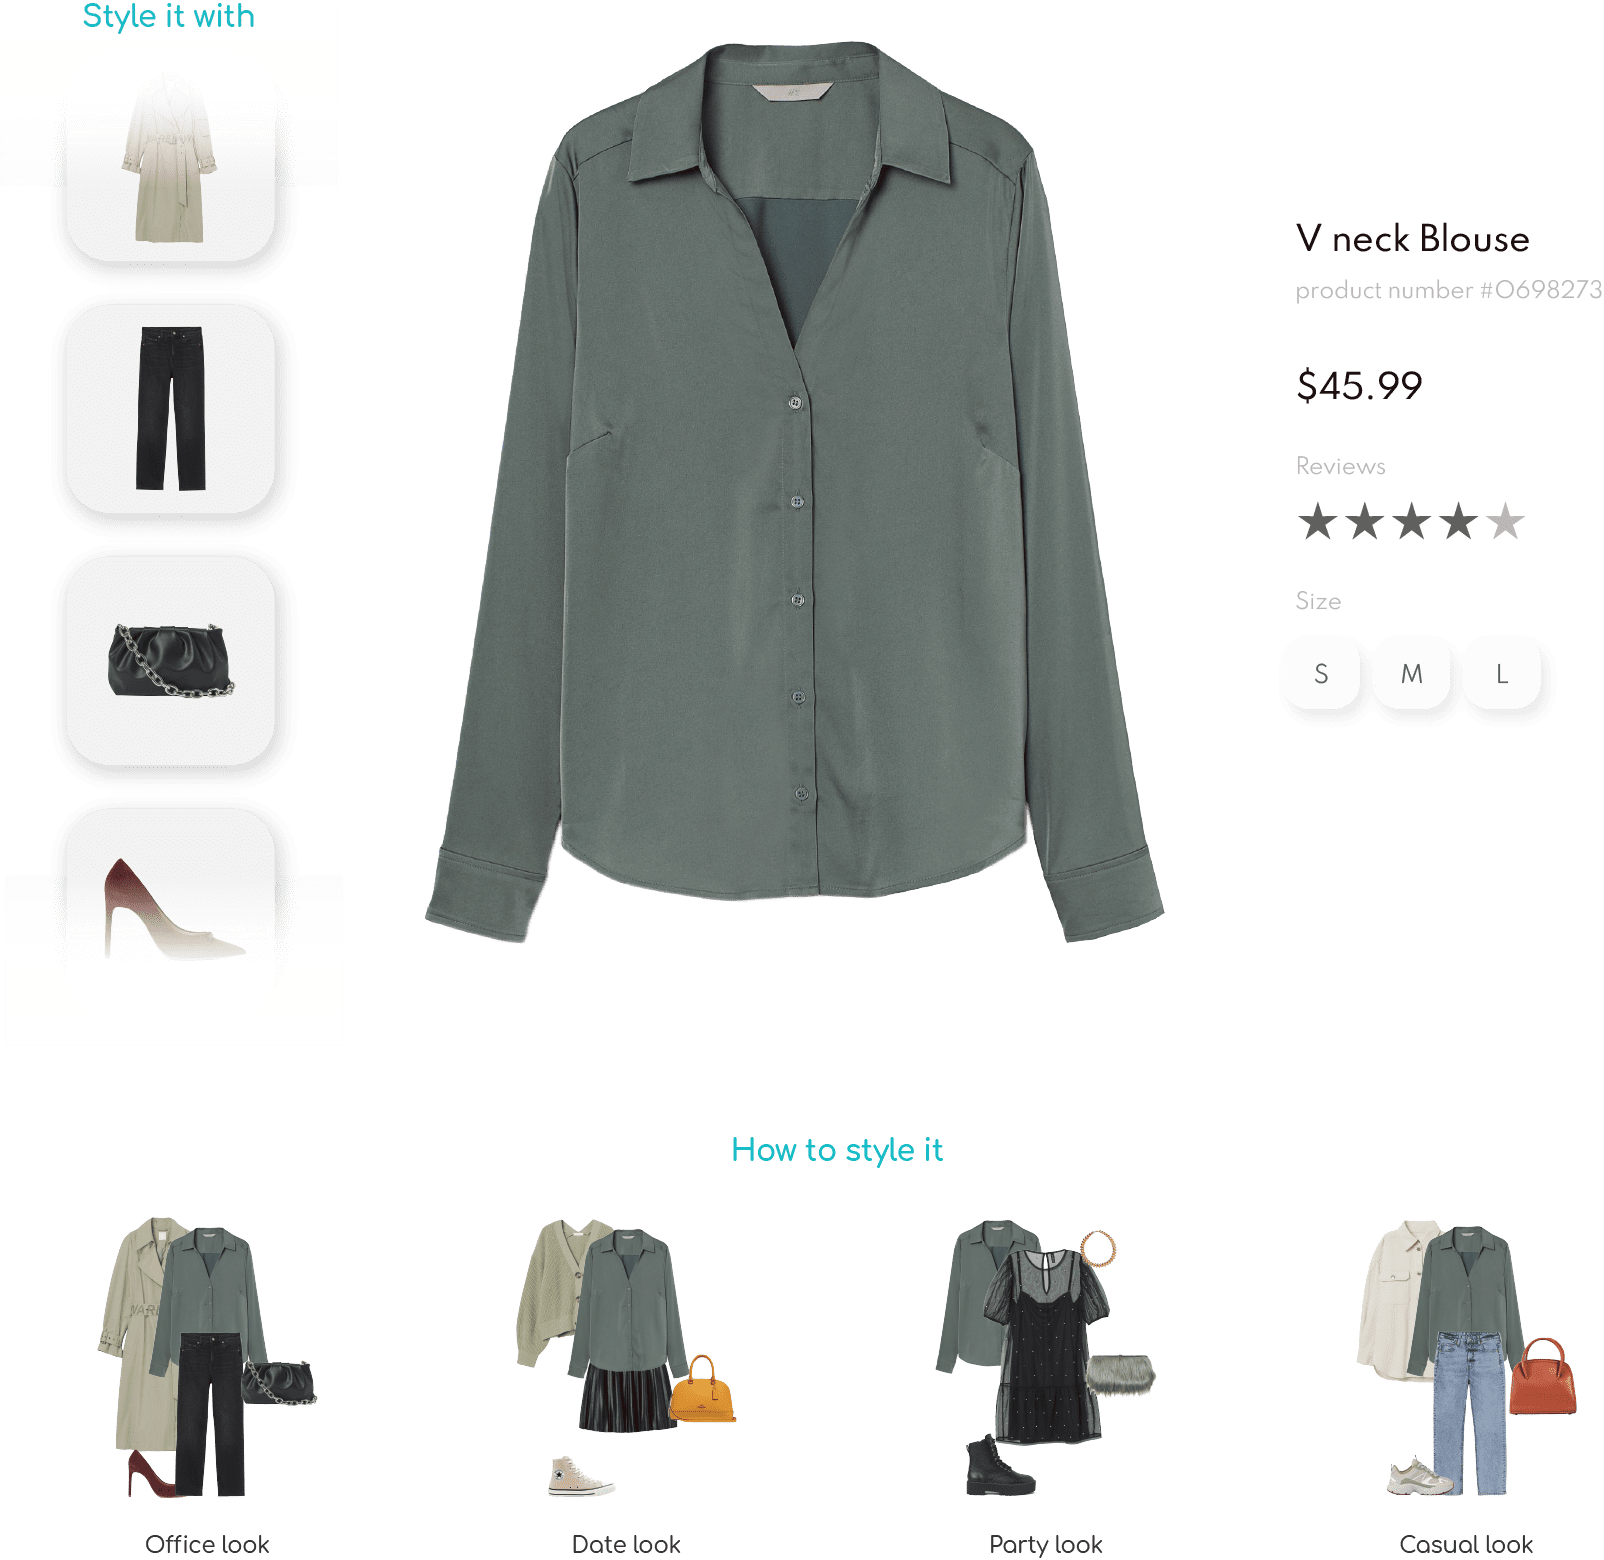 Style it with
V neck Blouse
product number #0698273
$45.99
Reviews
Size
S
M
L
How to style it
Office look
Date look
Party look
Casual look